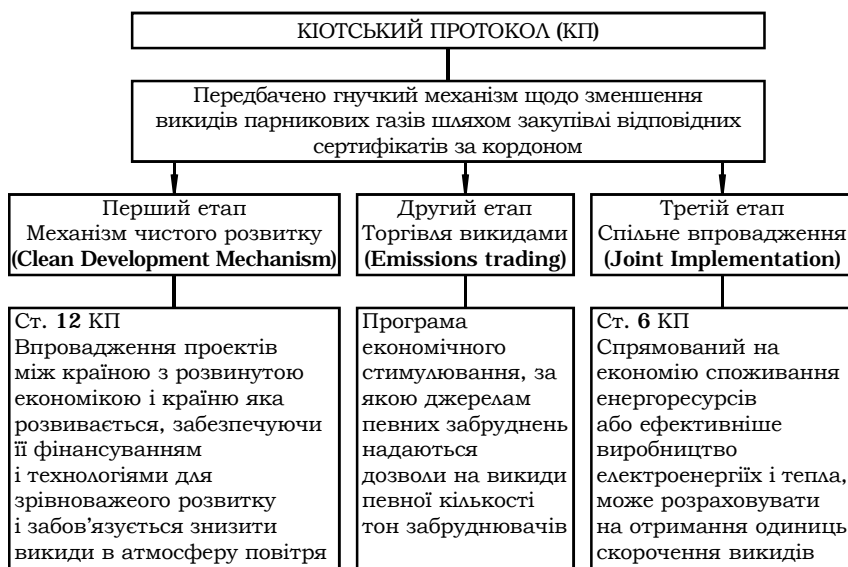 КІОТСЬКИЙ ПРОТОКОЛ (КП)
Передбачено гнучкий механізм щодо зменшення
викидів парникових газів шляхом закупівлі відповідних
сертифікатів за кордоном
Перший етап
Механізм чистого розвитку
(Clean Development Mechanism)
Другий етап
Торгівля викидами
(Emissions trading)
Третій етап
Спільне впровадження
(Joint Implementation)
Ст. 12 КП
Впровадження проектів
між країною з розвинутою
економікою і країню яка
розвивається, забезпечуючи
її фінансуванням
і технологіями для
зрівноважеого розвитку
і забов’язується знизити
викиди в атмосферу повітря
Програма
економічного
стимулювання, за
якою джерелам
певних забруднень
надаються
дозволи на викиди
певної кількості
тон забруднювачів
Ст. 6 КП
Спрямований на
економію споживання
енергоресурсів
або ефективніше
виробництво
електроенергіїх і тепла,
може розраховувати
на отримання одиниць
скорочення викидів